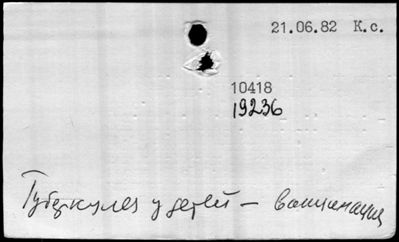 21.06.82 К.с.
10418
19236
Туберкулез у детей – вакцинация